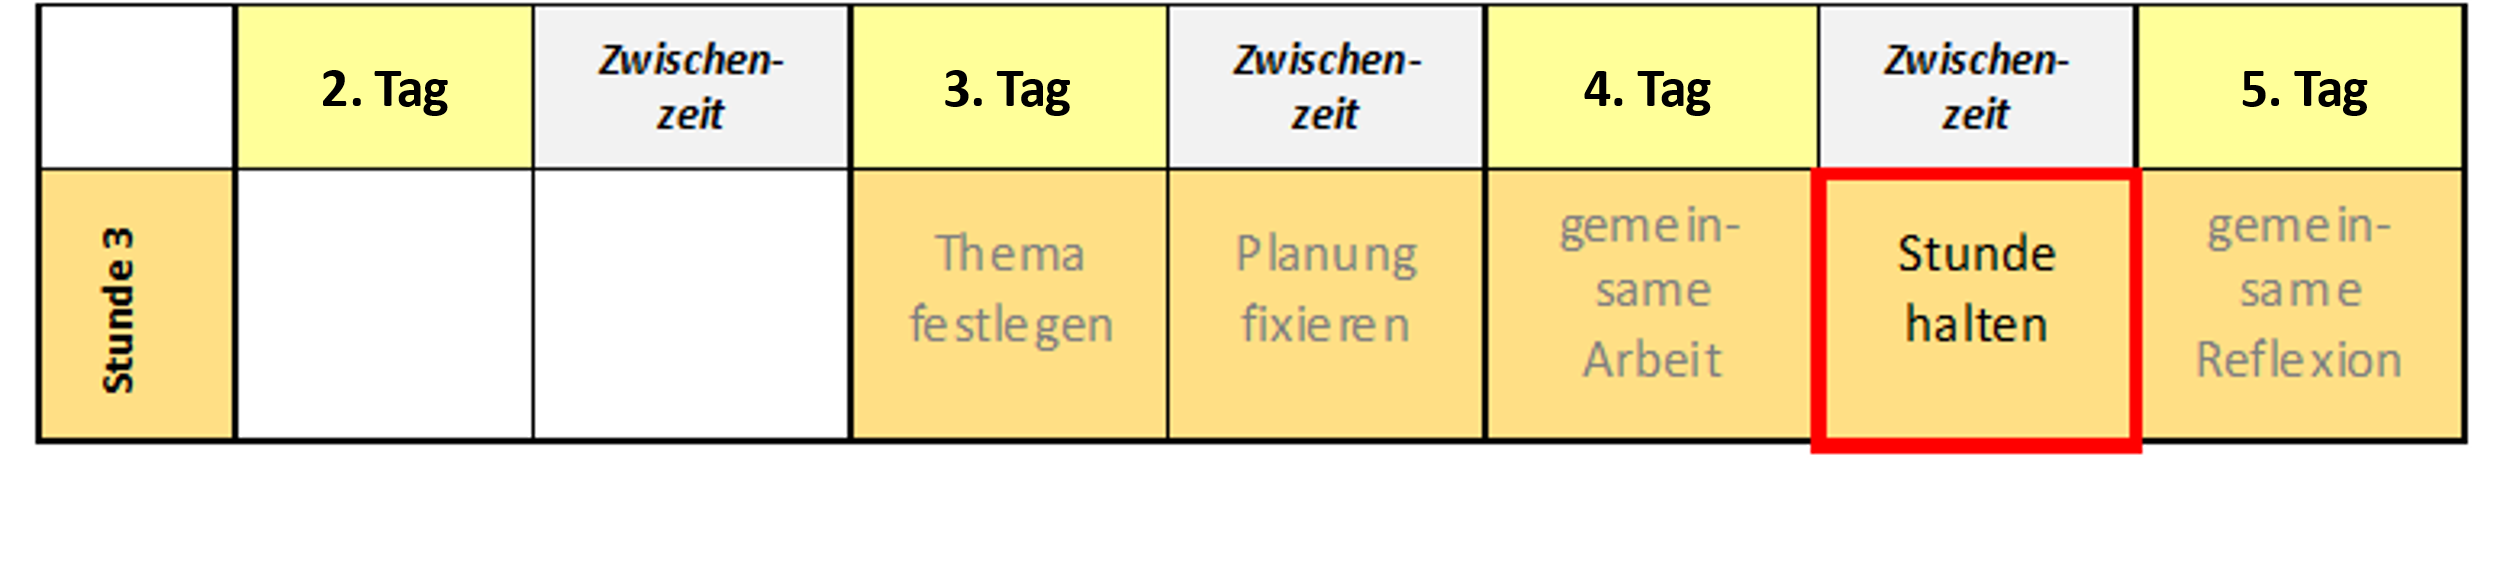 2. Tag
Zwischen-
zeit
3. Tag
Zwischen-
zeit
4. Tag
Zwischen-
zeit
5. Tag
Stunde 3
Thema
festlegen
Planung
fixieren
gemein-
same
Arbeit
Stunde
halten
gemein-
same
Reflexion